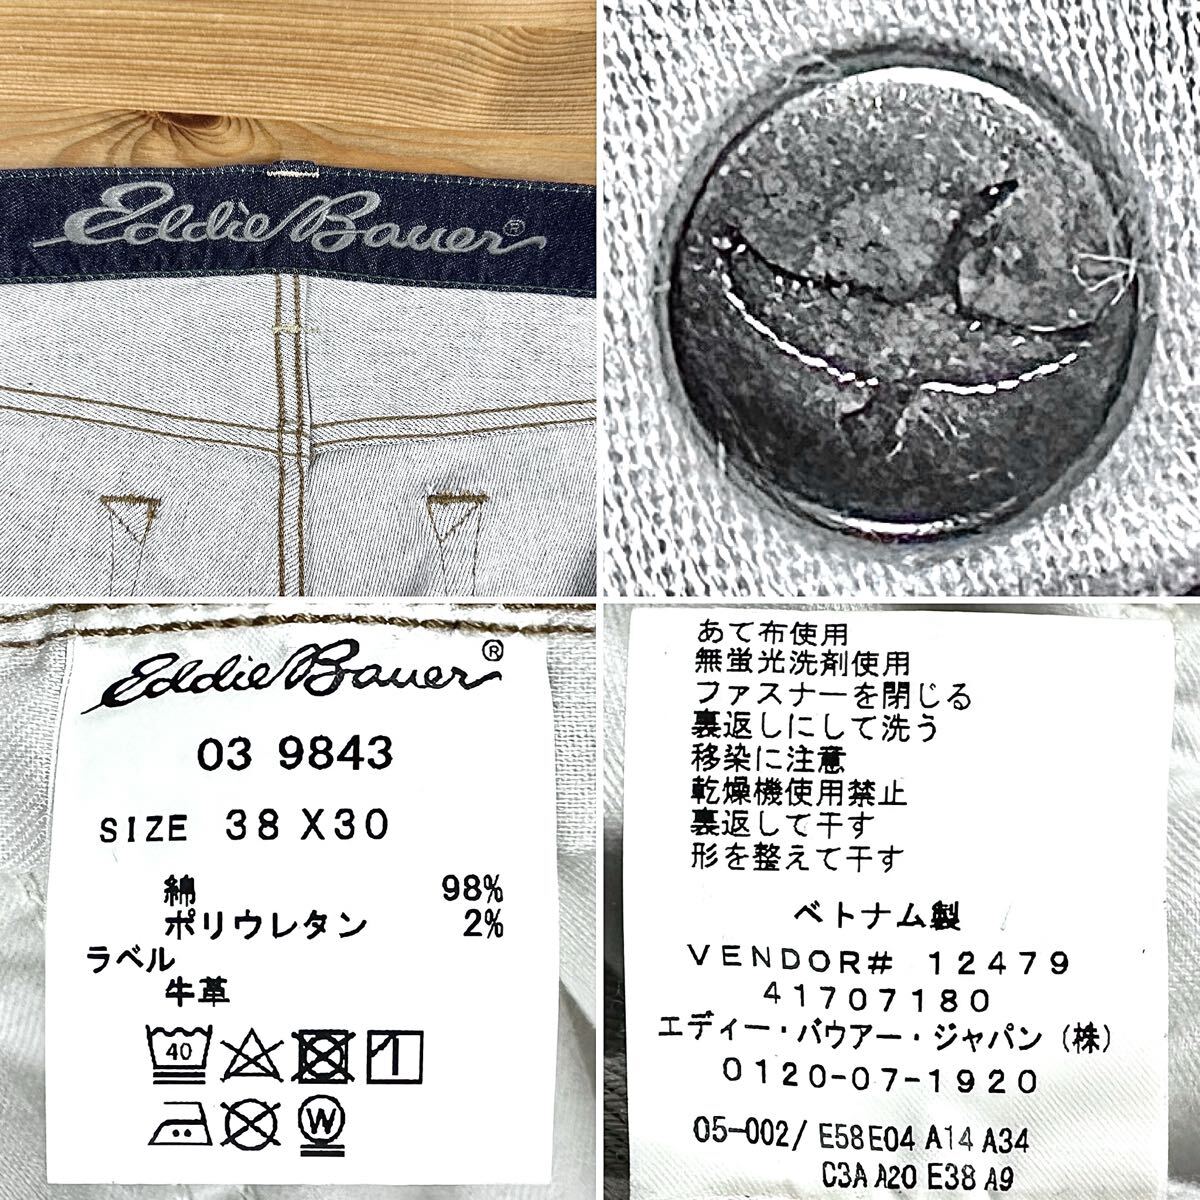 Eddie Bauer®
Eddie Bauer®
03 9843
SIZE 38 X 30
綿 98%
ポリウレタン 2%
ラベル
牛革
40
1
W
あて布使用
無蛍光洗剤使用
ファスナーを閉じる
裏返しにして洗う
移染に注意
乾燥機使用禁止
裏返して干す
形を整えて干す
ベトナム製
VENDOR# 12479
41707180
エディー・バウアー・ジャパン(株)
0120-07-1920
05-002/ E58 E04 A14 A34
C3A A20 E38 A9